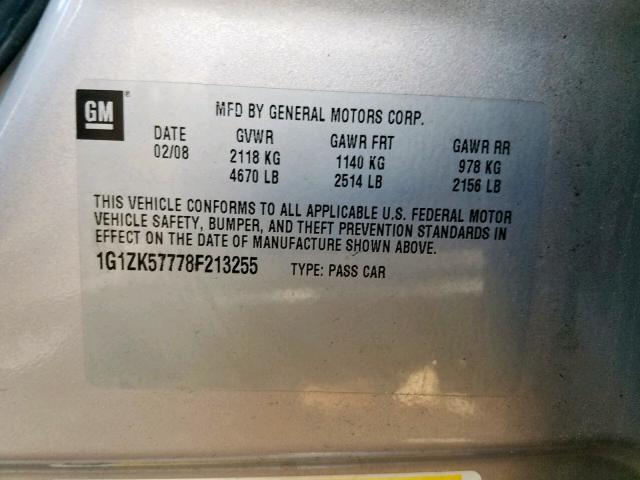 GM ®
MFD BY GENERAL MOTORS CORP.
DATE GVWR GAWR FRT GAWR RR
02/08 2118 KG 1140 KG 978 KG
4670 LB 2514 LB 2156 LB
THIS VEHICLE CONFORMS TO ALL APPLICABLE U.S. FEDERAL MOTOR
VEHICLE SAFETY, BUMPER, AND THEFT PREVENTION STANDARDS IN
EFFECT ON THE DATE OF MANUFACTURE SHOWN ABOVE.
1G1ZK57778F213255 TYPE: PASS CAR